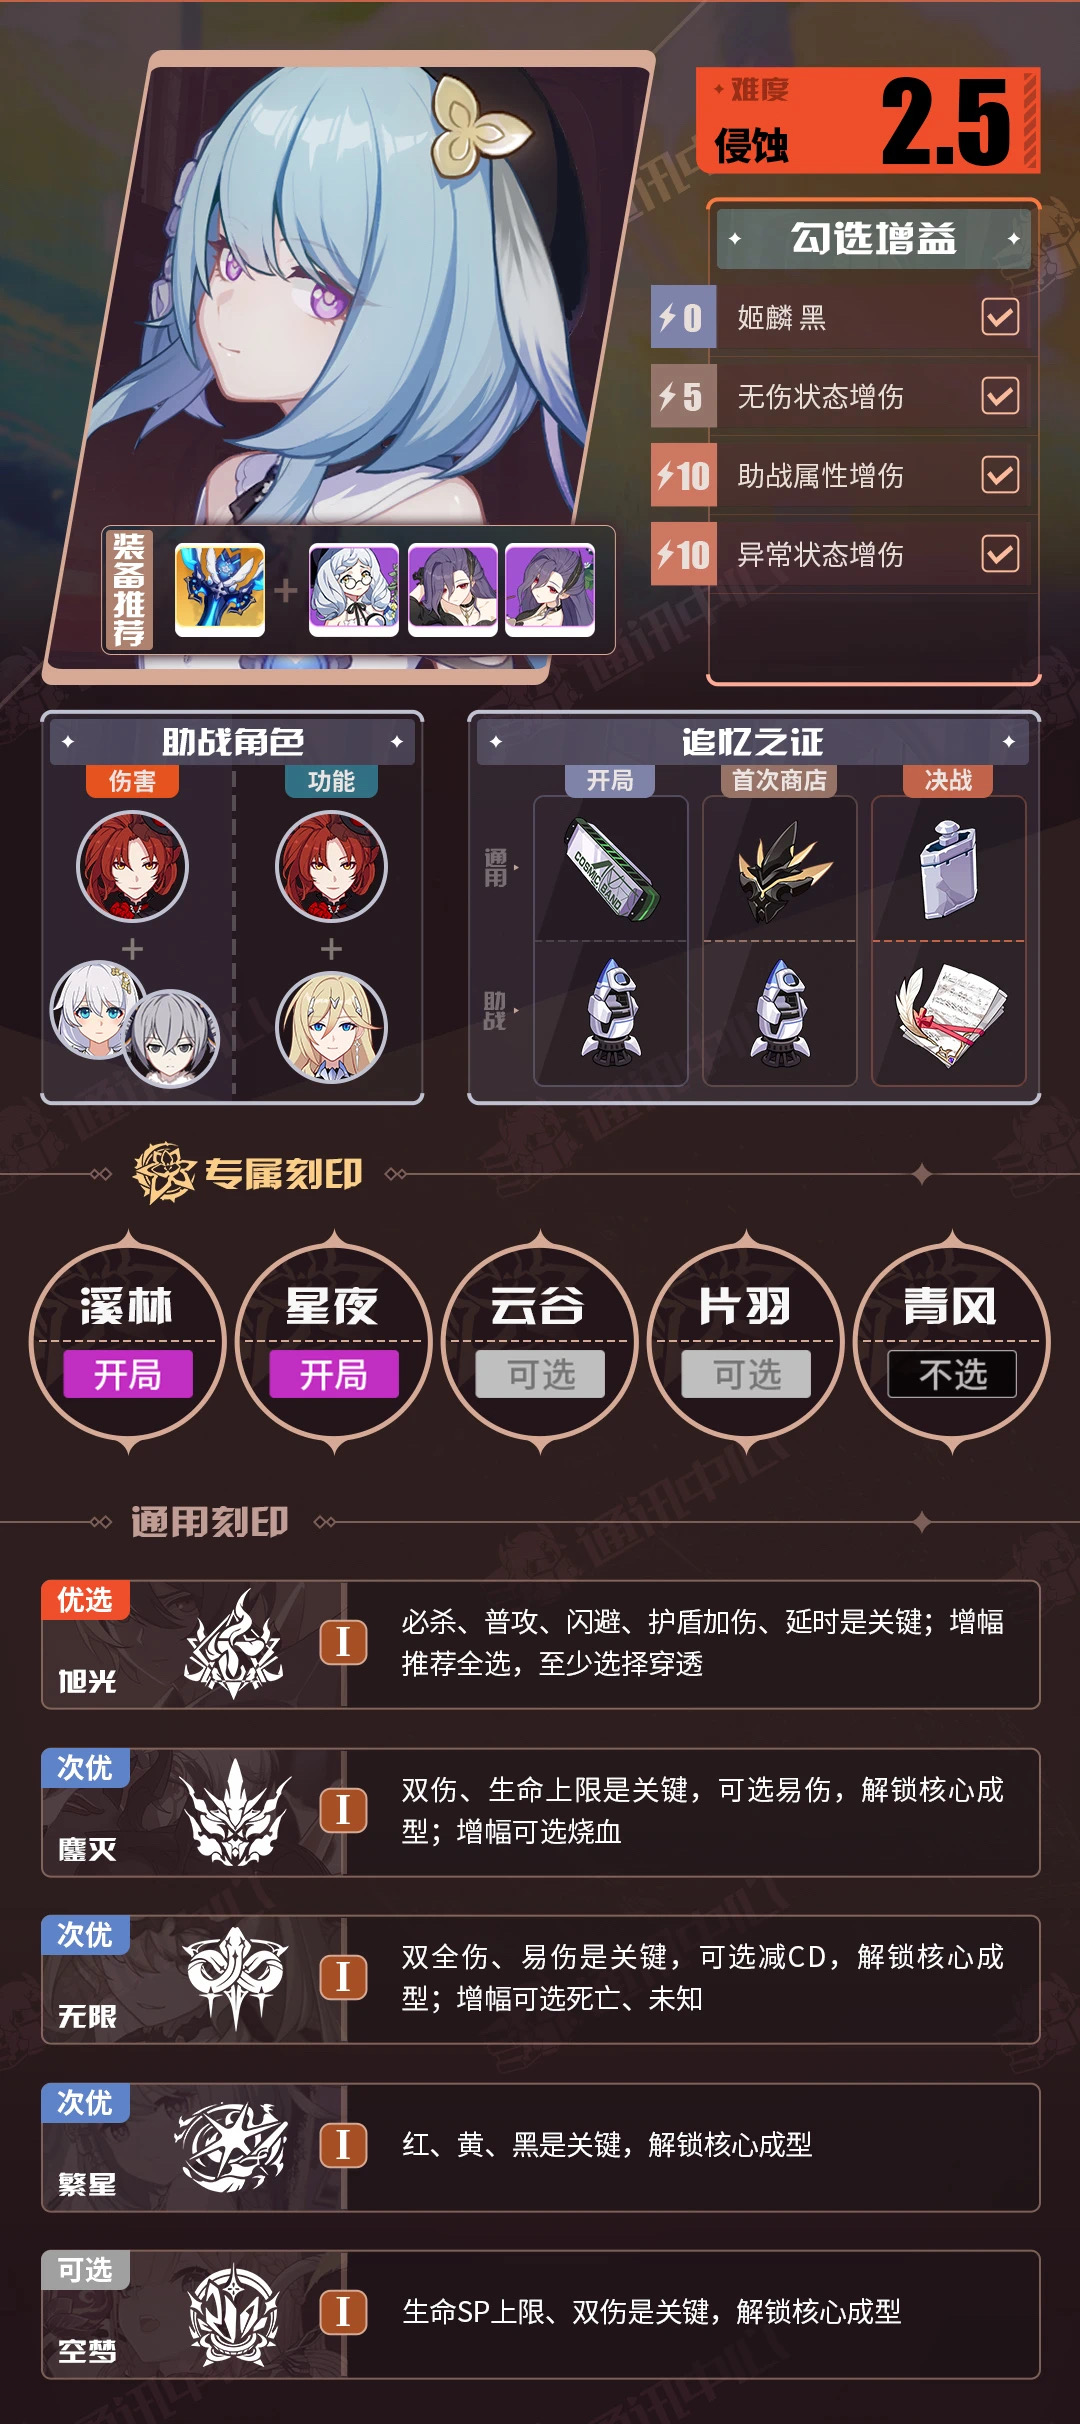 难度
侵蚀
2.5
勾选增益
0 姬麟 黑
5 无伤状态增伤
10 助战属性增伤
10 异常状态增伤
装备推荐
助战角色
伤害
功能
追忆之证
开局
首次商店
决战
通用
COSMIC BAND
助战
专属刻印
溪林
开局
星夜
开局
云谷
可选
片羽
可选
青风
不选
通用刻印
优选
旭光
I
必杀、普攻、闪避、护盾加伤、延时是关键；增幅
推荐全选，至少选择穿透
次优
鏖灭
I
双伤、生命上限是关键，可选易伤，解锁核心成
型；增幅可选烧血
次优
无限
I
双全伤、易伤是关键，可选减CD，解锁核心成
型；增幅可选死亡、未知
次优
繁星
I
红、黄、黑是关键，解锁核心成型
可选
空梦
I
生命SP上限、双伤是关键，解锁核心成型
通讯中心